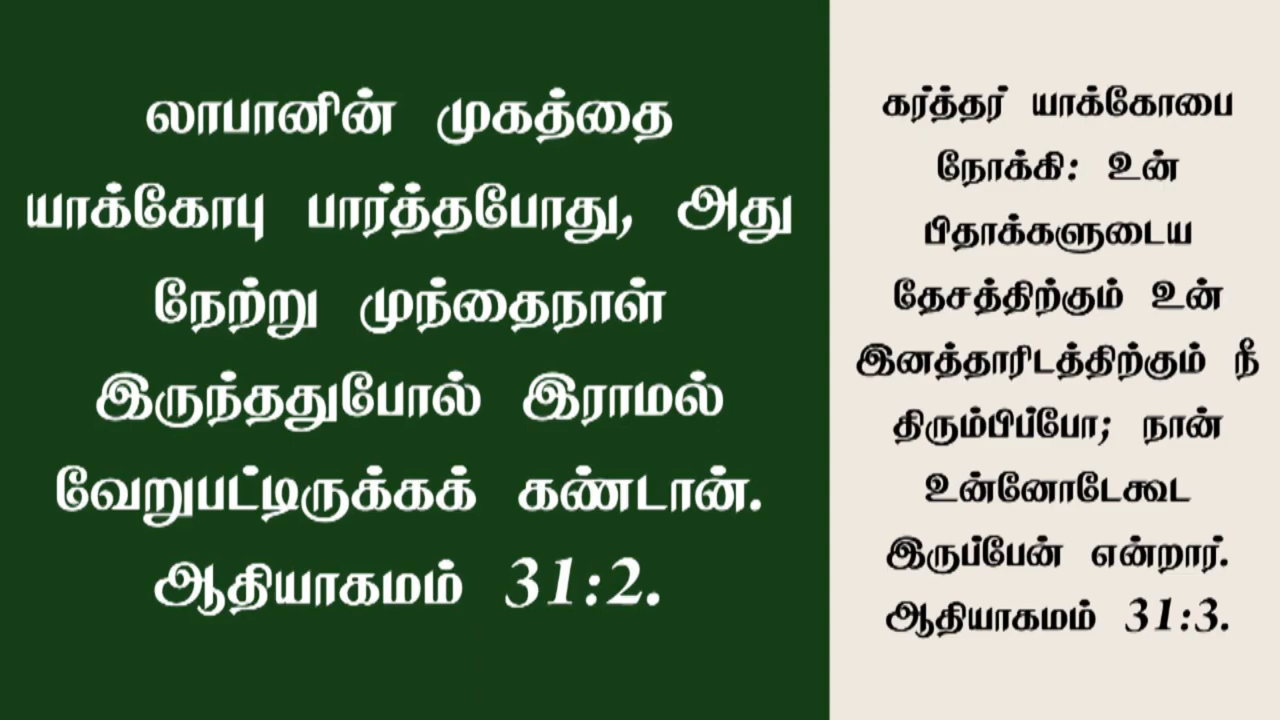 லாபானின் முகத்தை
யாக்கோபு பார்த்தபோது, அது
நேற்று முந்தைநாள்
இருந்ததுபோல் இராமல்
வேறுபட்டிருக்கக் கண்டான்.
ஆதியாகமம் 31:2.
கர்த்தர் யாக்கோபை
நோக்கி: உன்
பிதாக்களுடைய
தேசத்திற்கும் உன்
இனத்தாரிடத்திற்கும் நீ
திரும்பிப்போ; நான்
உன்னோடேகூட
இருப்பேன் என்றார்.
ஆதியாகமம் 31:3.